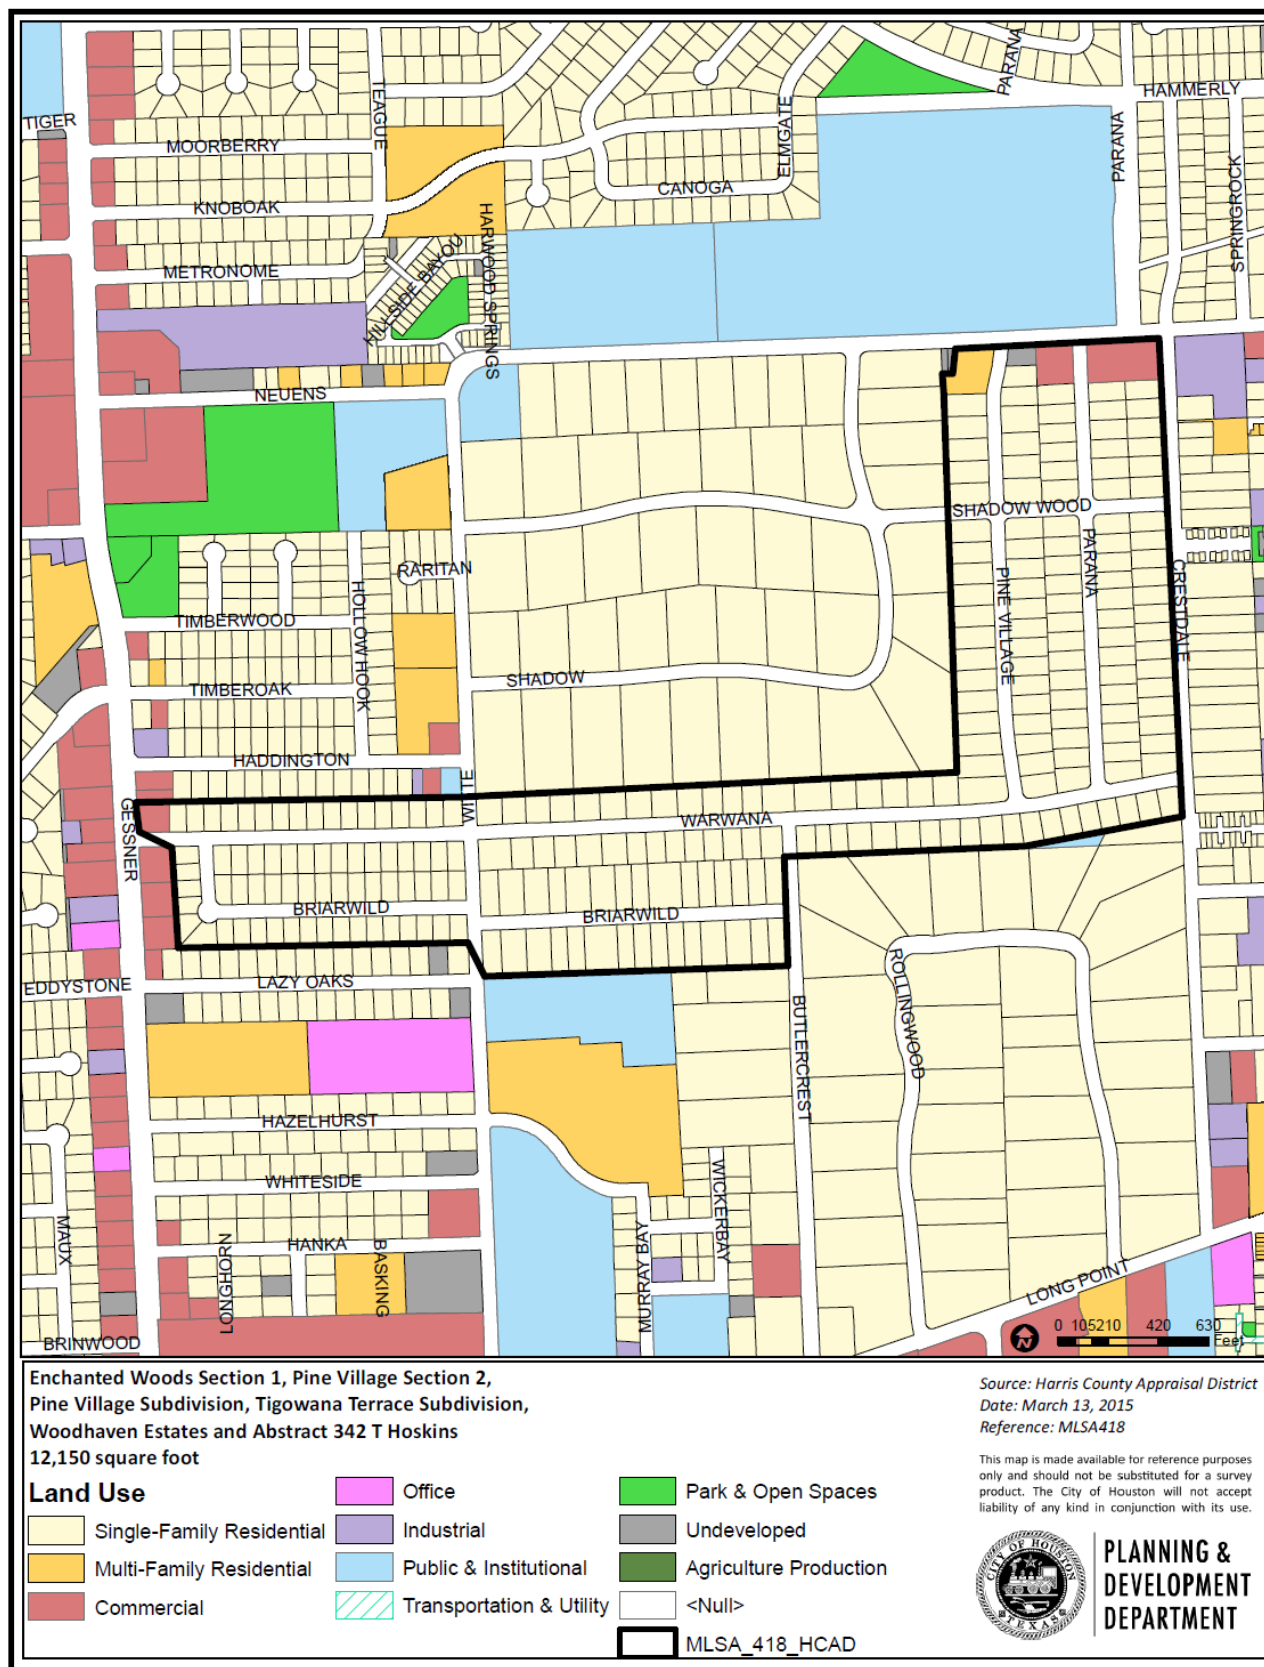 HAMMERLY
PARANA
TEAGUE
TIGER
MOORBERRY
ELMGATE
PARANA
CANOGA
SPRINGROCK
KNOBOAK
HARWOOD SPRINGS
METRONOME
HILLSIDE BAYOU
NEUENS
SHADOW WOOD
PARANA
RARITAN
CRESTDALE
HOLLOW HOOK
PINE VILLAGE
TIMBERWOOD
SHADOW
TIMBEROAK
HADDINGTON
WITTE
GESSNER
WARWANA
BRIARWILD
BRIARWILD
LAZY OAKS
EDDYSTONE
ROLLINGWOOD
BUTLERCREST
HAZELHURST
WHITESIDE
WICKERBAY
MAUX
LONGHORN
HANKA
BASKING
MURRAY BAY
LONG POINT
BRINWOOD
N
0 105210 420 630
Feet
Enchanted Woods Section 1, Pine Village Section 2,
Pine Village Subdivision, Tigowana Terrace Subdivision,
Woodhaven Estates and Abstract 342 T Hoskins
12,150 square foot
Land Use
Single-Family Residential
Multi-Family Residential
Commercial
Office
Industrial
Public & Institutional
Transportation & Utility
Park & Open Spaces
Undeveloped
Agriculture Production
<Null>
MLSA_418_HCAD
Source: Harris County Appraisal District
Date: March 13, 2015
Reference: MLSA418
This map is made available for reference purposes
only and should not be substituted for a survey
product. The City of Houston will not accept
liability of any kind in conjunction with its use.
CITY OF HOUSTON
TEXAS
PLANNING &
DEVELOPMENT
DEPARTMENT